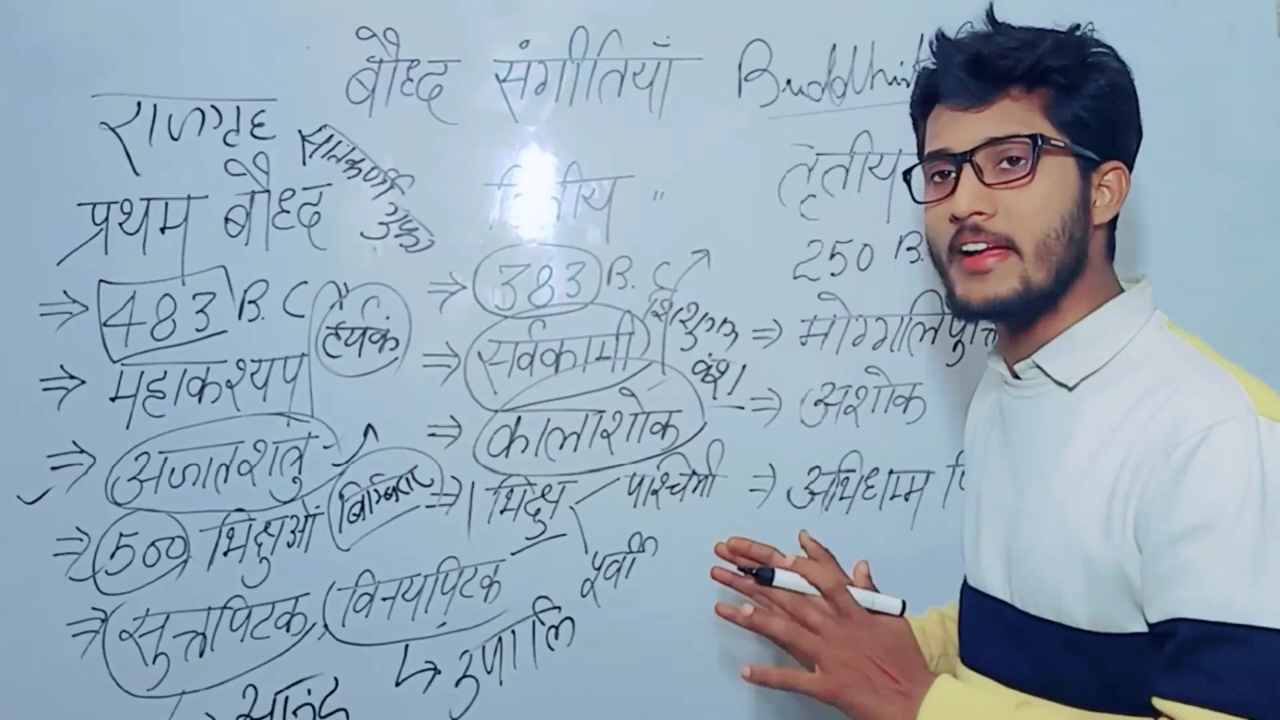 बौध्द संगीतियाँ Buddhist
राजगृह
सातकर्णी गुफा
प्रथम बौध्द
द्वितीय "
तृतीय
⇒ 483 B.C
हर्यक
⇒ महाकश्यप
⇒ अजातशत्रु
बिम्बिसार
⇒ 500 भिक्षुओं
⇒ सुत्तपिटक, विनयपिटक
↳ उपालि
आनंद
⇒ 383 B.C
⇒ सर्वकामी
शिशुनाग वंश
⇒ कालाशोक
⇒ भिक्षु
पश्चिमी
पूर्वी
250 B.
⇒ मोग्गलिपुत्त
⇒ अशोक
⇒ अभिधम्म पि